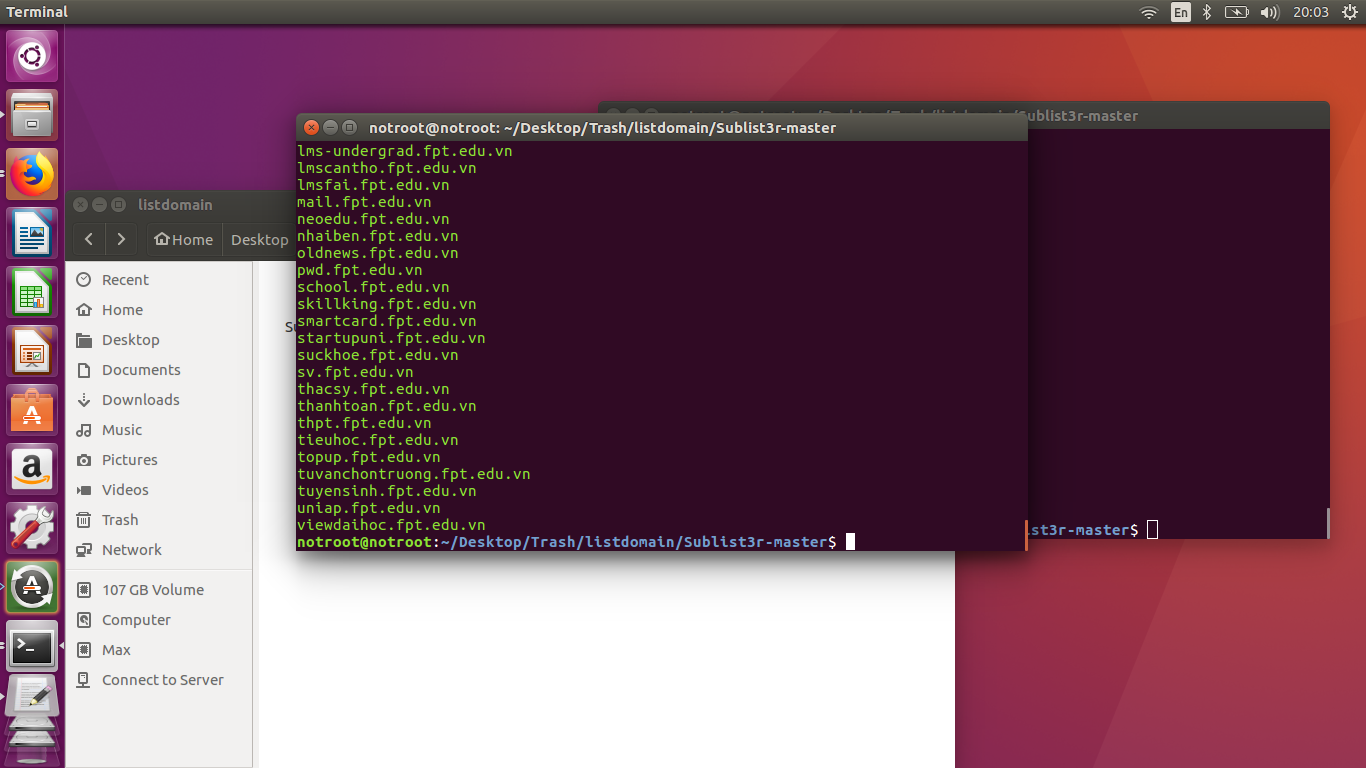 Terminal
En
20:03
notroot@notroot: ~/Desktop/Trash/listdomain/Sublist3r-master
lms-undergrad.fpt.edu.vn
lmscantho.fpt.edu.vn
lmsfai.fpt.edu.vn
mail.fpt.edu.vn
neoedu.fpt.edu.vn
nhaiben.fpt.edu.vn
oldnews.fpt.edu.vn
pwd.fpt.edu.vn
school.fpt.edu.vn
skillking.fpt.edu.vn
smartcard.fpt.edu.vn
startupuni.fpt.edu.vn
suckhoe.fpt.edu.vn
sv.fpt.edu.vn
thacsy.fpt.edu.vn
thanhtoan.fpt.edu.vn
thpt.fpt.edu.vn
tieuhoc.fpt.edu.vn
topup.fpt.edu.vn
tuvanchontruong.fpt.edu.vn
tuyensinh.fpt.edu.vn
uniap.fpt.edu.vn
viewdaihoc.fpt.edu.vn
notroot@notroot:~/Desktop/Trash/listdomain/Sublist3r-master$
Sublist3r-master
ist3r-master$
listdomain
Home Desktop
Recent
Home
Desktop
Documents
Downloads
Music
Pictures
Videos
Trash
Network
107 GB Volume
Computer
Max
Connect to Server